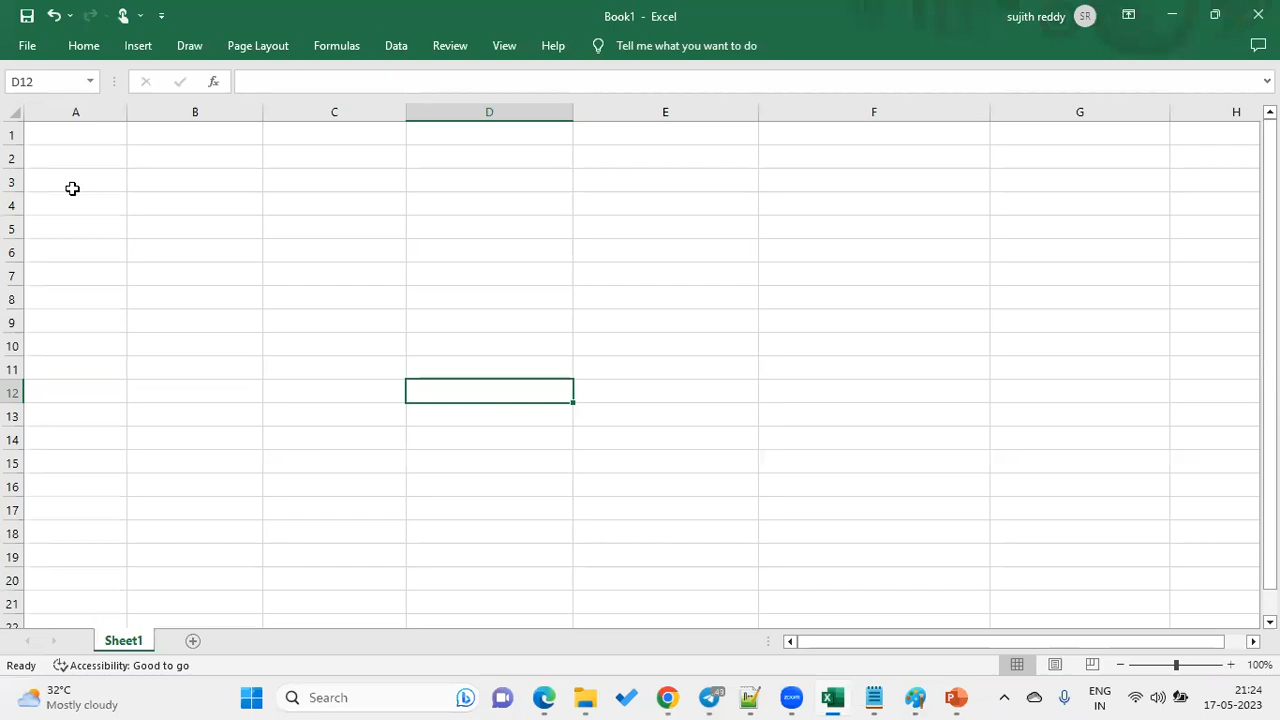 Book1 - Excel
sujith reddy
SR
File Home Insert Draw Page Layout Formulas Data Review View Help Tell me what you want to do
D12
fx
A B C D E F G H
1
2
3
4
5
6
7
8
9
10
11
12
13
14
15
16
17
18
19
20
21
22
Sheet1
Ready Accessibility: Good to go
100%
32°C
Mostly cloudy
Search
49
zoom
ENG
IN
21:24
17-05-2023